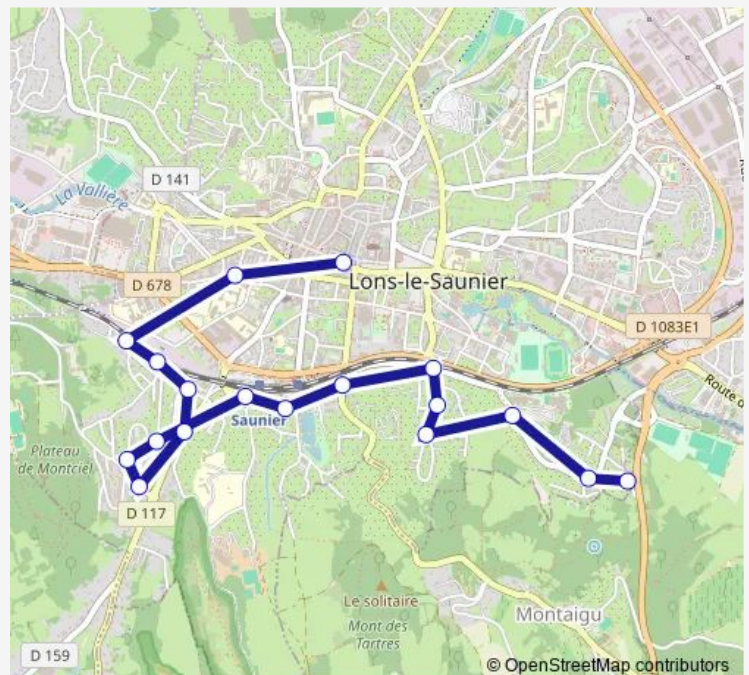 D 141
La Vallière
D 678
Lons-le-Saunier
D 1083E1
Route d
Saunier
Plateau
de Montciel
D 117
Le solitaire
Mont des
Tartres
Montaigu
D 159
© OpenStreetMap contributors